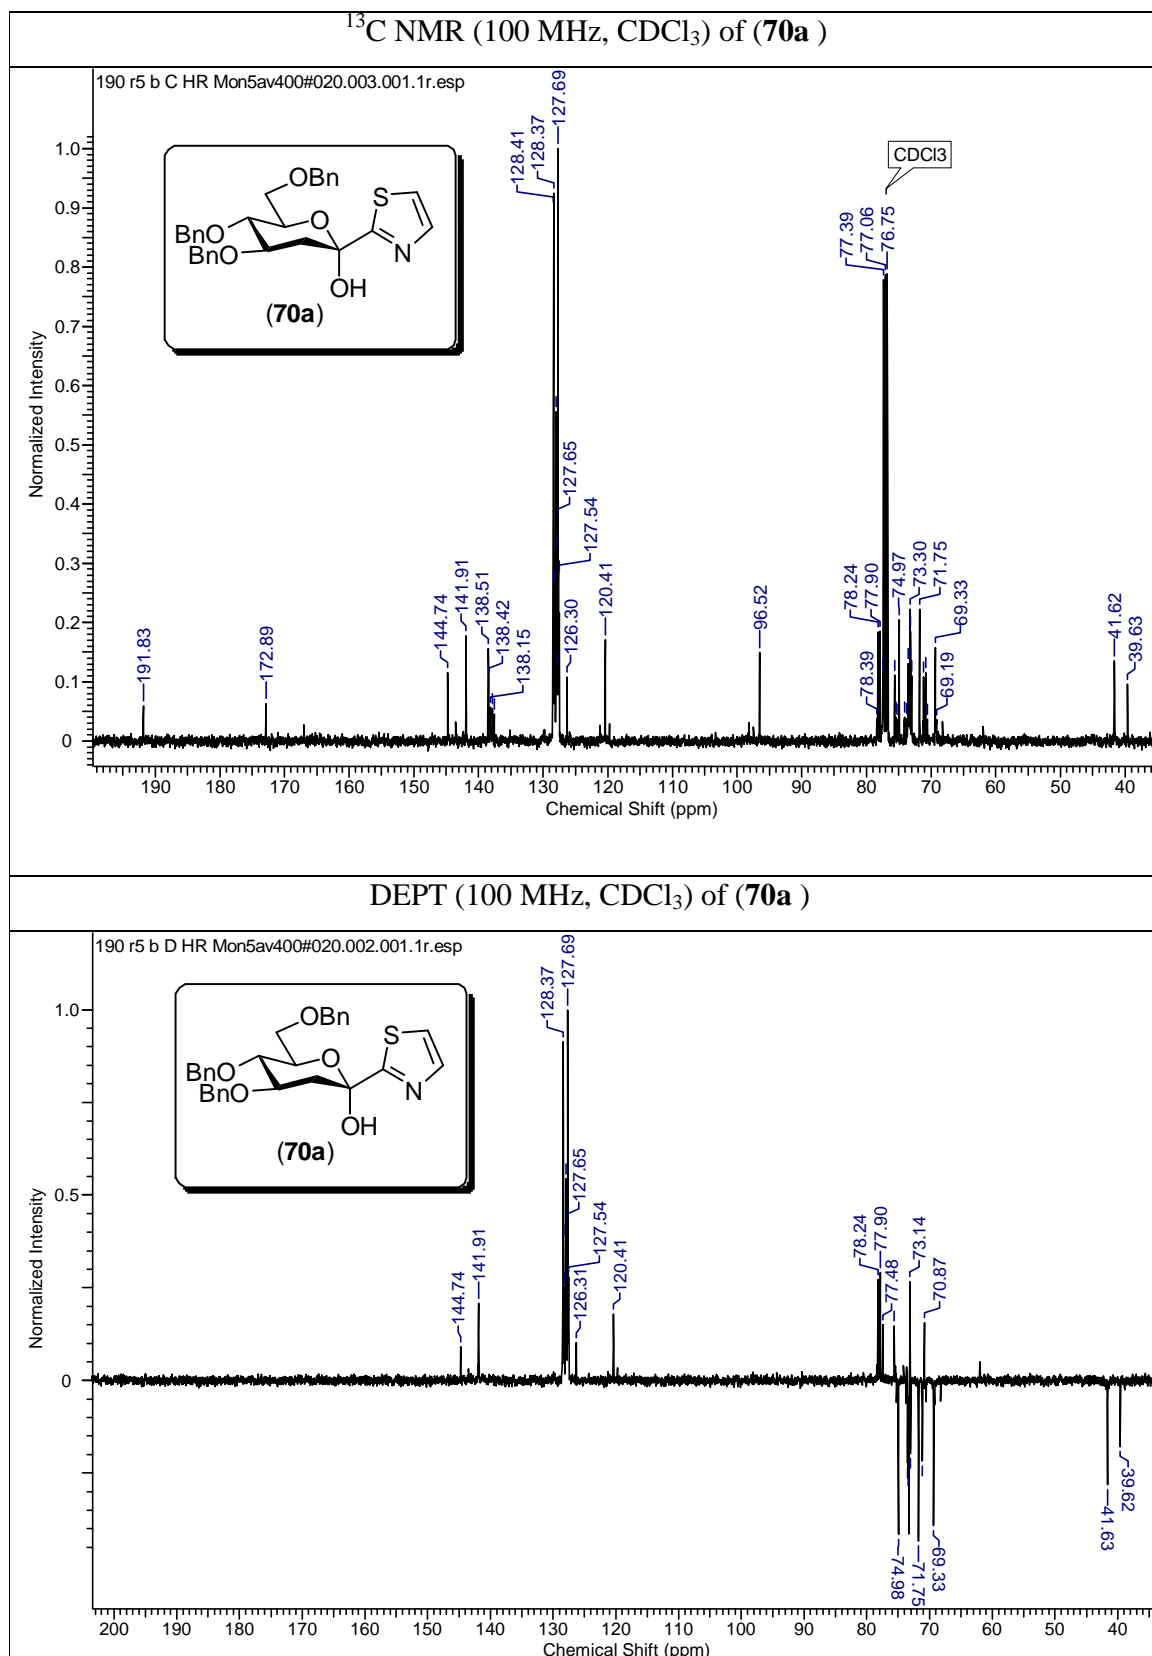 ¹³C NMR (100 MHz, CDCl₃) of (70a )
190 r5 b C HR Mon5av400#020.003.001.1r.esp
127.69
128.37
128.41
CDCl3
1.0
OBn
S
O
BnO
BnO
N
OH
(70a)
0.9
0.8
0.7
0.6
0.5
0.4
0.3
0.2
0.1
0
Normalized Intensity
191.83
172.89
144.74
141.91
138.51
138.42
138.15
127.65
127.54
126.30
120.41
96.52
77.39
77.06
76.75
78.39
78.24
77.90
74.97
73.30
71.75
69.33
69.19
41.62
39.63
190 180 170 160 150 140 130 120 110 100 90 80 70 60 50 40
Chemical Shift (ppm)
DEPT (100 MHz, CDCl₃) of (70a )
190 r5 b D HR Mon5av400#020.002.001.1r.esp
128.37
127.69
1.0
OBn
S
O
BnO
BnO
N
OH
(70a)
0.5
0
Normalized Intensity
144.74
141.91
127.65
127.54
126.31
120.41
78.24
77.90
77.48
73.14
70.87
74.98
71.75
69.33
41.63
39.62
200 190 180 170 160 150 140 130 120 110 100 90 80 70 60 50 40
Chemical Shift (ppm)